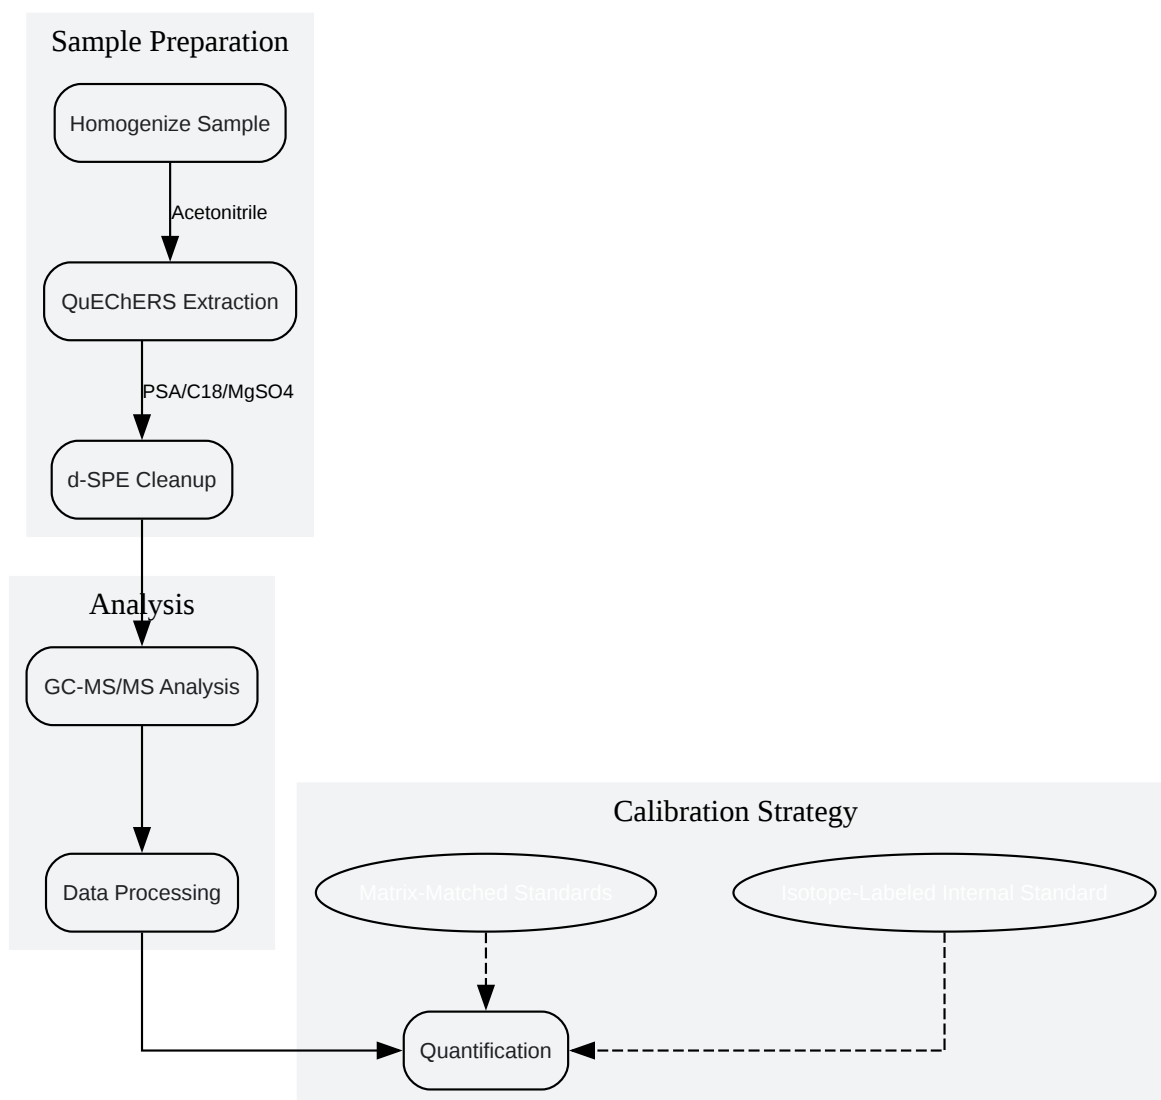 Sample Preparation
Homogenize Sample
Acetonitrile
QuEChERS Extraction
PSA/C18/MgSO4
d-SPE Cleanup
Analysis
GC-MS/MS Analysis
Data Processing
Calibration Strategy
Matrix-Matched Standards
Isotope-Labeled Internal Standard
Quantification